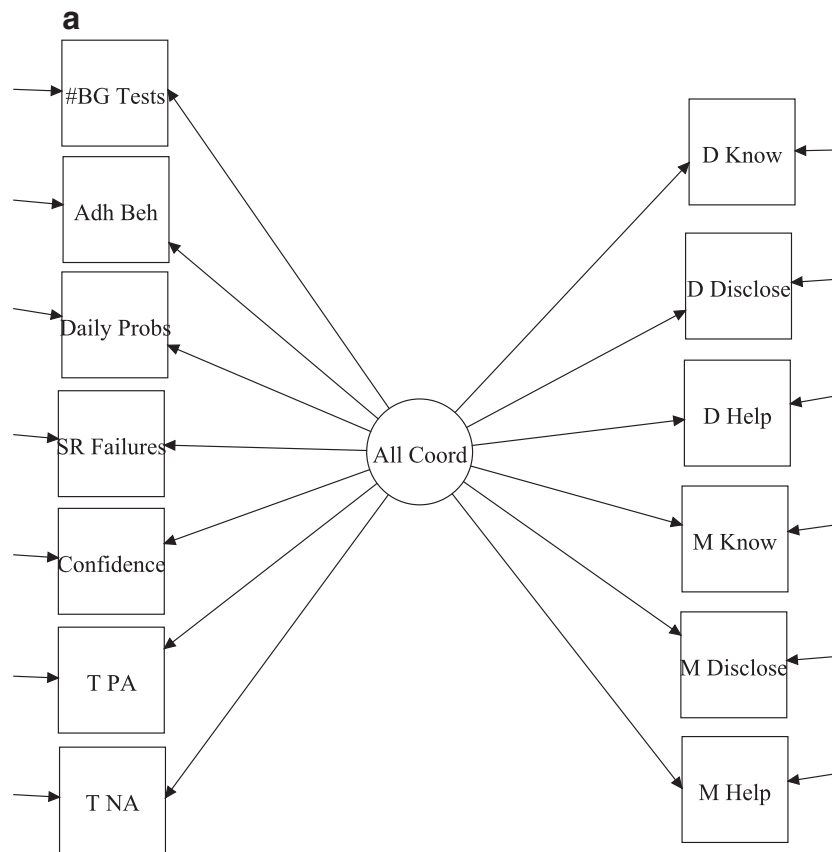 a
#BG Tests
Adh Beh
Daily Probs
SR Failures
Confidence
T PA
T NA
All Coord
D Know
D Disclose
D Help
M Know
M Disclose
M Help